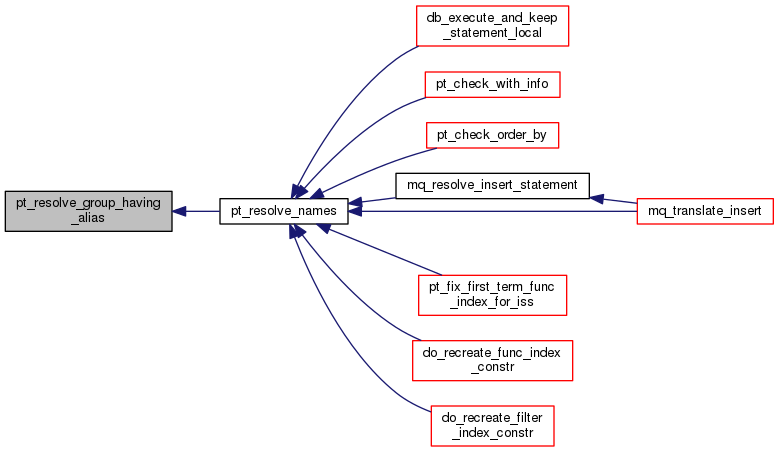 db_execute_and_keep
_statement_local
pt_check_with_info
pt_check_order_by
mq_resolve_insert_statement
pt_resolve_group_having
_alias
pt_resolve_names
mq_translate_insert
pt_fix_first_term_func
_index_for_iss
do_recreate_func_index
_constr
do_recreate_filter
_index_constr